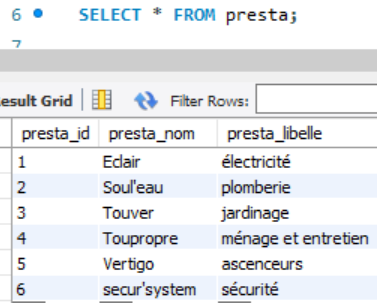 6 SELECT * FROM presta;
7
esult Grid Filter Rows:
presta_id presta_nom presta_libelle
1 Eclair électricité
2 Soul'eau plomberie
3 Touver jardinage
4 Toupropre ménage et entretien
5 Vertigo ascenceurs
6 secur'system sécurité